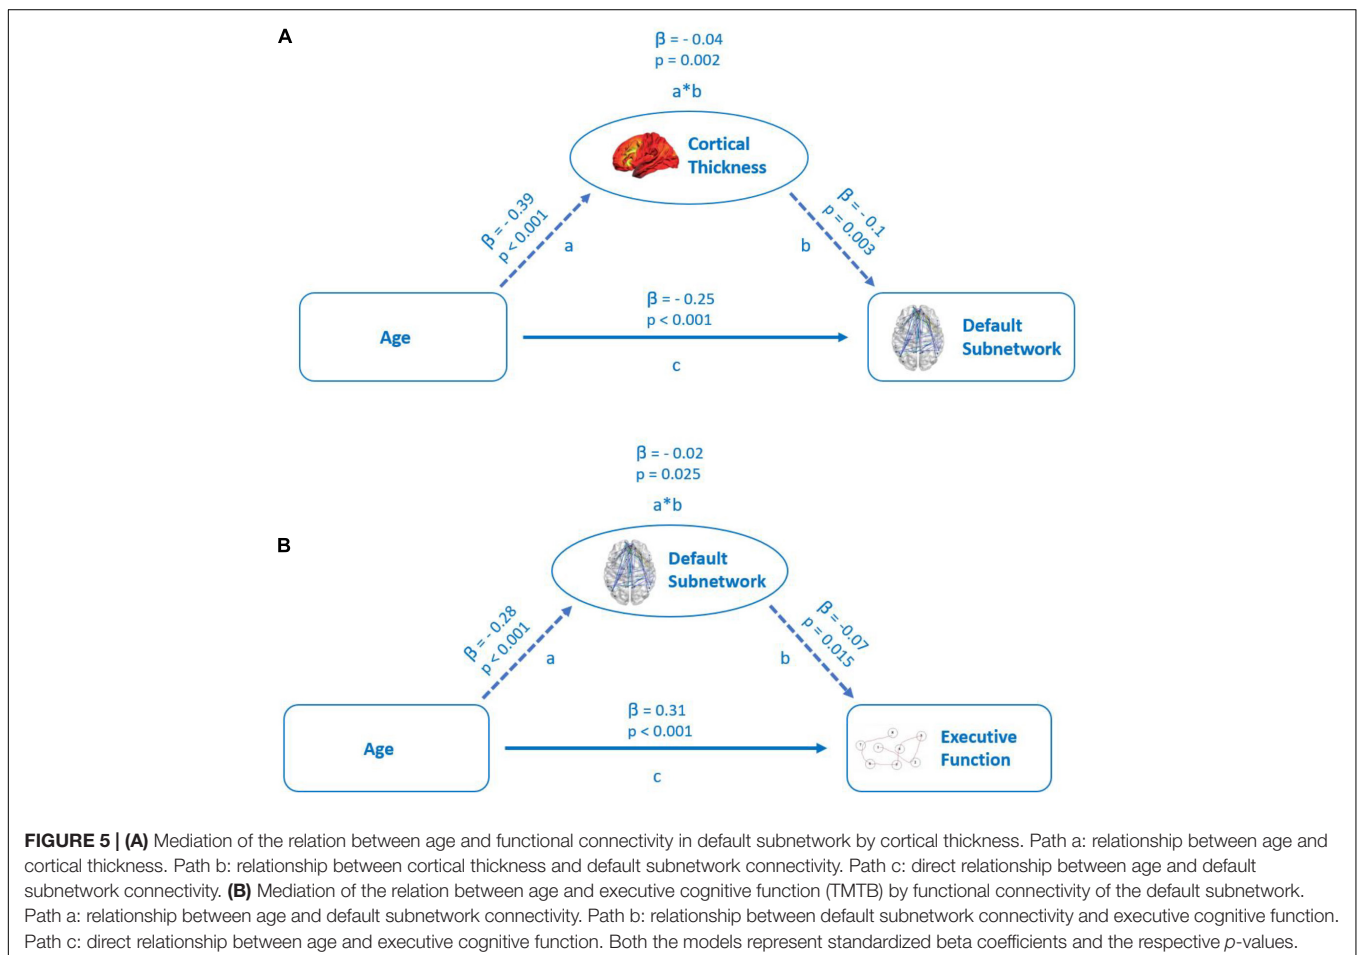 A
β = - 0.04
p = 0.002
a*b
Cortical
Thickness
β = - 0.39
p < 0.001
a
β = - 0.1
p = 0.003
b
β = - 0.25
p < 0.001
Age
Default
Subnetwork
c
β = - 0.02
p = 0.025
a*b
B
Default
Subnetwork
β = - 0.28
p < 0.001
a
β = -0.07
p = 0.015
b
β = 0.31
p < 0.001
Age
Executive
Function
c
FIGURE 5 | (A) Mediation of the relation between age and functional connectivity in default subnetwork by cortical thickness. Path a: relationship between age and
cortical thickness. Path b: relationship between cortical thickness and default subnetwork connectivity. Path c: direct relationship between age and default
subnetwork connectivity. (B) Mediation of the relation between age and executive cognitive function (TMTB) by functional connectivity of the default subnetwork.
Path a: relationship between age and default subnetwork connectivity. Path b: relationship between default subnetwork connectivity and executive cognitive function.
Path c: direct relationship between age and executive cognitive function. Both the models represent standardized beta coefficients and the respective p-values.